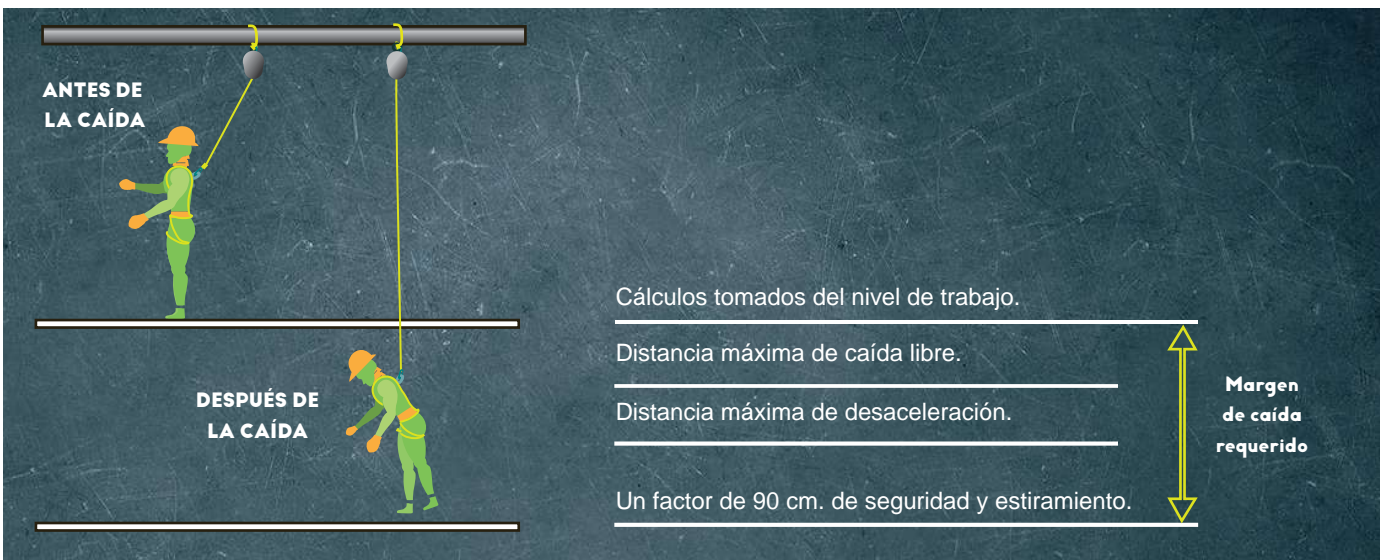 ANTES DE
LA CAÍDA
DESPUÉS DE
LA CAÍDA
Cálculos tomados del nivel de trabajo.
Distancia máxima de caída libre.
Distancia máxima de desaceleración.
Un factor de 90 cm. de seguridad y estiramiento.
Margen
de caída
requerido